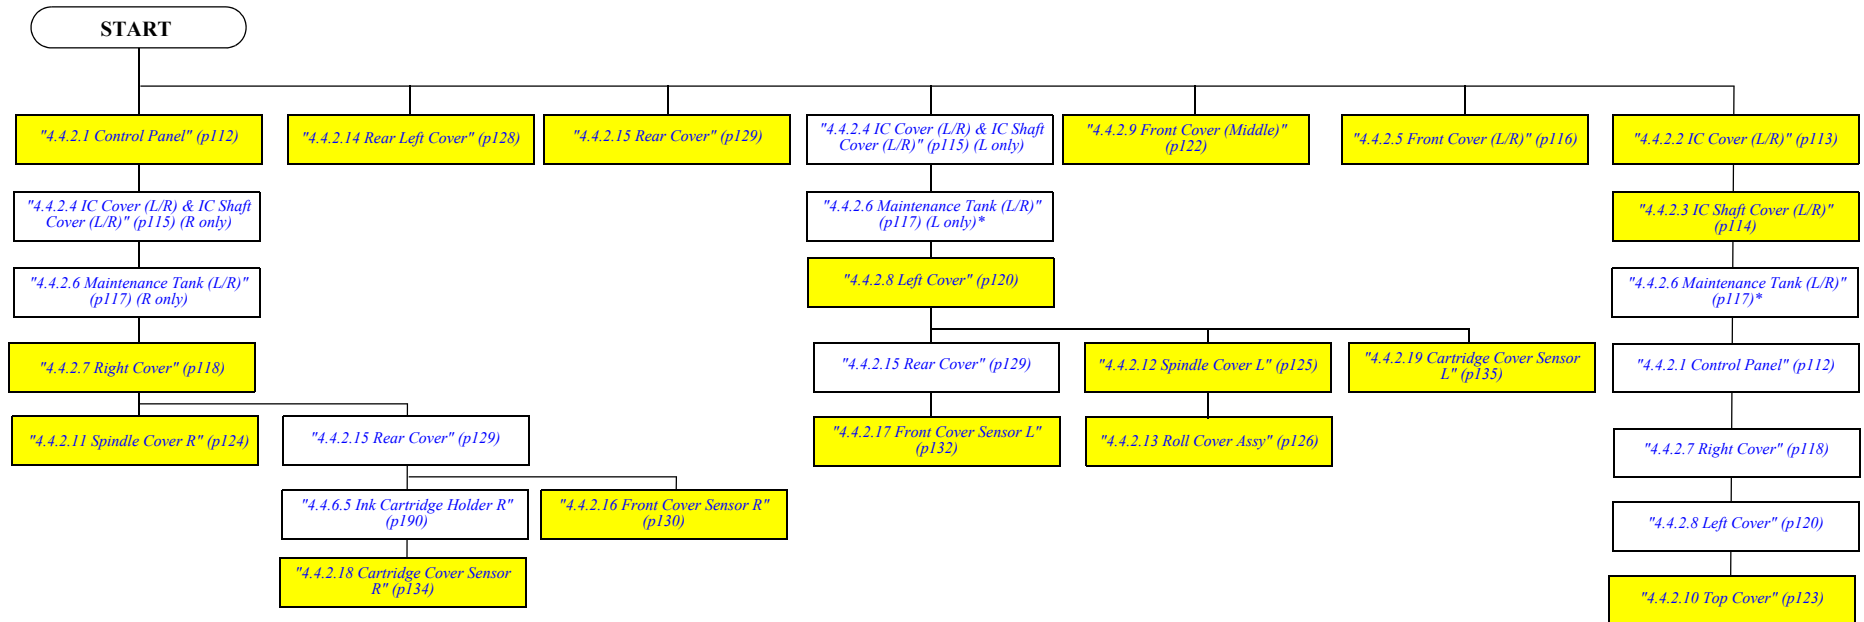 START
"4.4.2.1 Control Panel" (p112)
"4.4.2.14 Rear Left Cover" (p128)
"4.4.2.15 Rear Cover" (p129)
"4.4.2.4 IC Cover (L/R) & IC Shaft
Cover (L/R)" (p115) (L only)
"4.4.2.9 Front Cover (Middle)"
(p122)
"4.4.2.5 Front Cover (L/R)" (p116)
"4.4.2.2 IC Cover (L/R)" (p113)
"4.4.2.4 IC Cover (L/R) & IC Shaft
Cover (L/R)" (p115) (R only)
"4.4.2.6 Maintenance Tank (L/R)"
(p117) (L only)*
"4.4.2.3 IC Shaft Cover (L/R)"
(p114)
"4.4.2.6 Maintenance Tank (L/R)"
(p117) (R only)
"4.4.2.8 Left Cover" (p120)
"4.4.2.6 Maintenance Tank (L/R)"
(p117)*
"4.4.2.7 Right Cover" (p118)
"4.4.2.15 Rear Cover" (p129)
"4.4.2.12 Spindle Cover L" (p125)
"4.4.2.19 Cartridge Cover Sensor
L" (p135)
"4.4.2.1 Control Panel" (p112)
"4.4.2.11 Spindle Cover R" (p124)
"4.4.2.15 Rear Cover" (p129)
"4.4.2.17 Front Cover Sensor L"
(p132)
"4.4.2.13 Roll Cover Assy" (p126)
"4.4.2.7 Right Cover" (p118)
"4.4.6.5 Ink Cartridge Holder R"
(p190)
"4.4.2.16 Front Cover Sensor R"
(p130)
"4.4.2.8 Left Cover" (p120)
"4.4.2.18 Cartridge Cover Sensor
R" (p134)
"4.4.2.10 Top Cover" (p123)